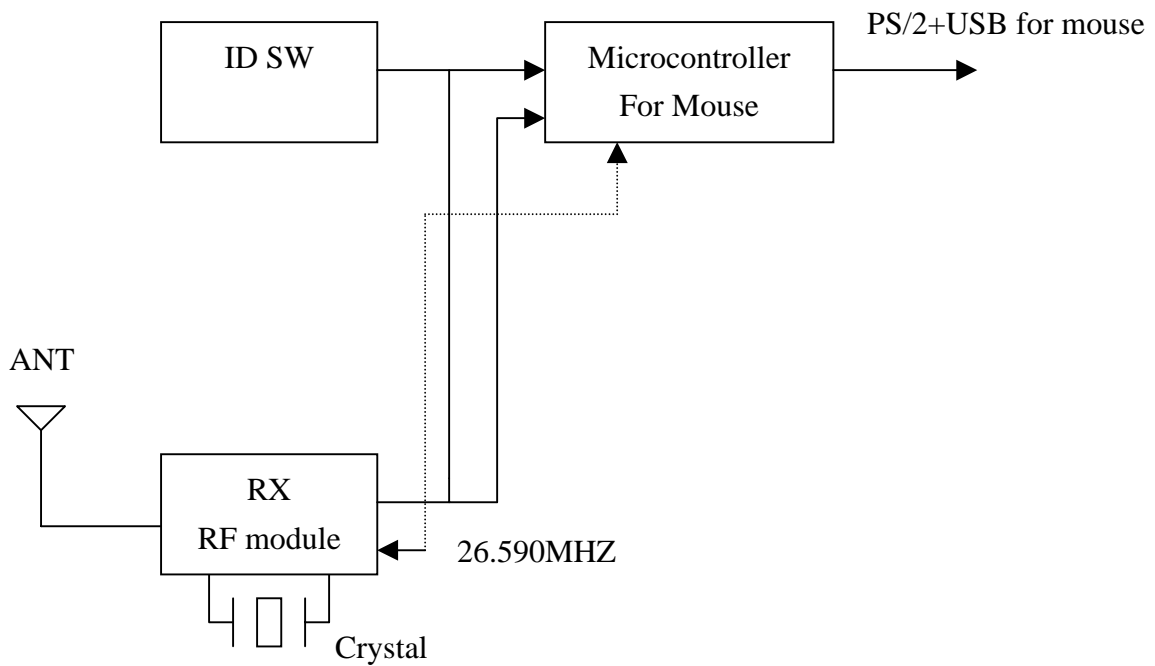 PS/2+USB for mouse
ID SW
Microcontroller
For Mouse
ANT
RX
RF module
26.590MHZ
Crystal